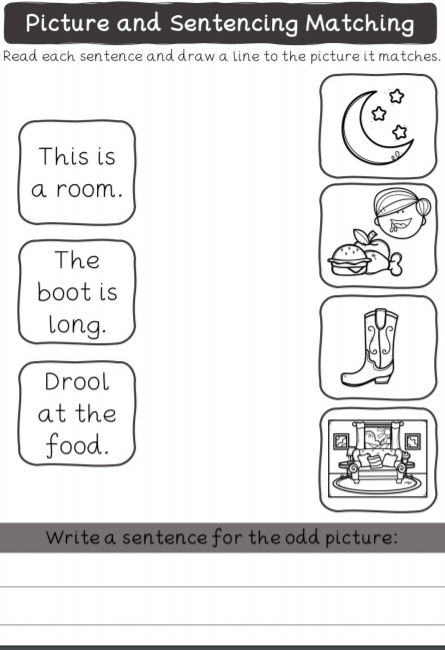 Picture and Sentencing Matching
Read each sentence and draw a line to the picture it matches.
This is
a room.
The
boot is
long.
Drool
at the
food.
Write a sentence for the odd picture: